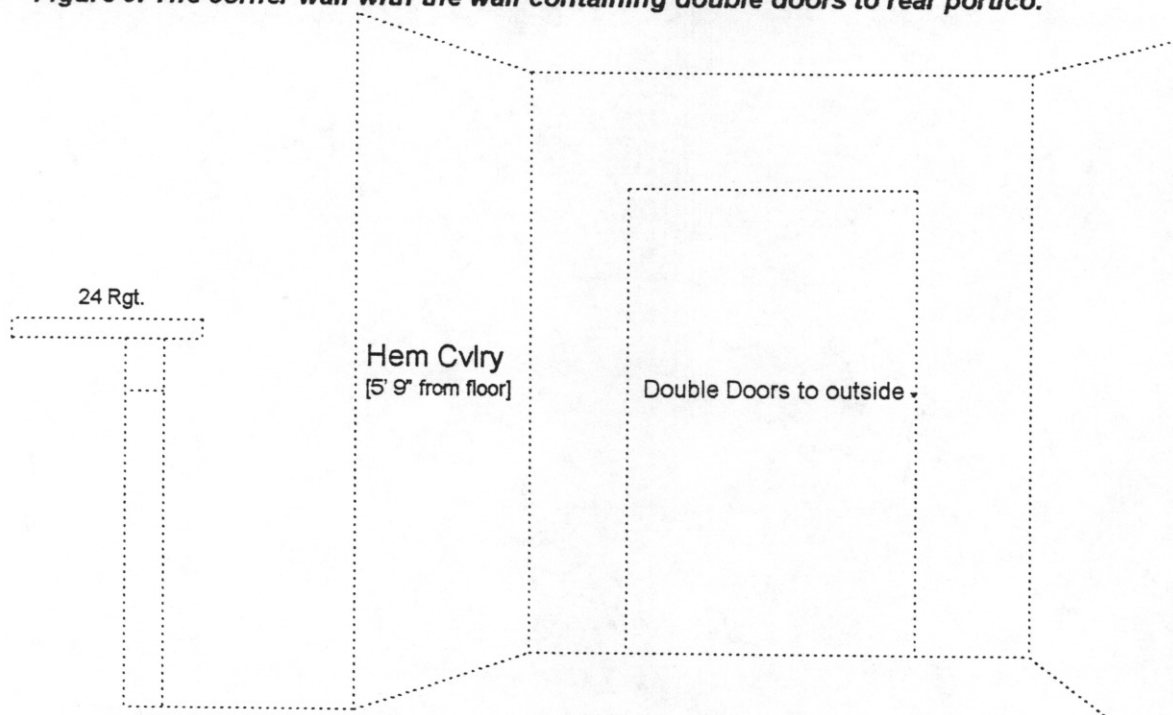 Figure 6. The corner wall with the wall containing double doors to rear portico.
24 Rgt.
Hem Cvlry
[5' 9" from floor]
Double Doors to outside